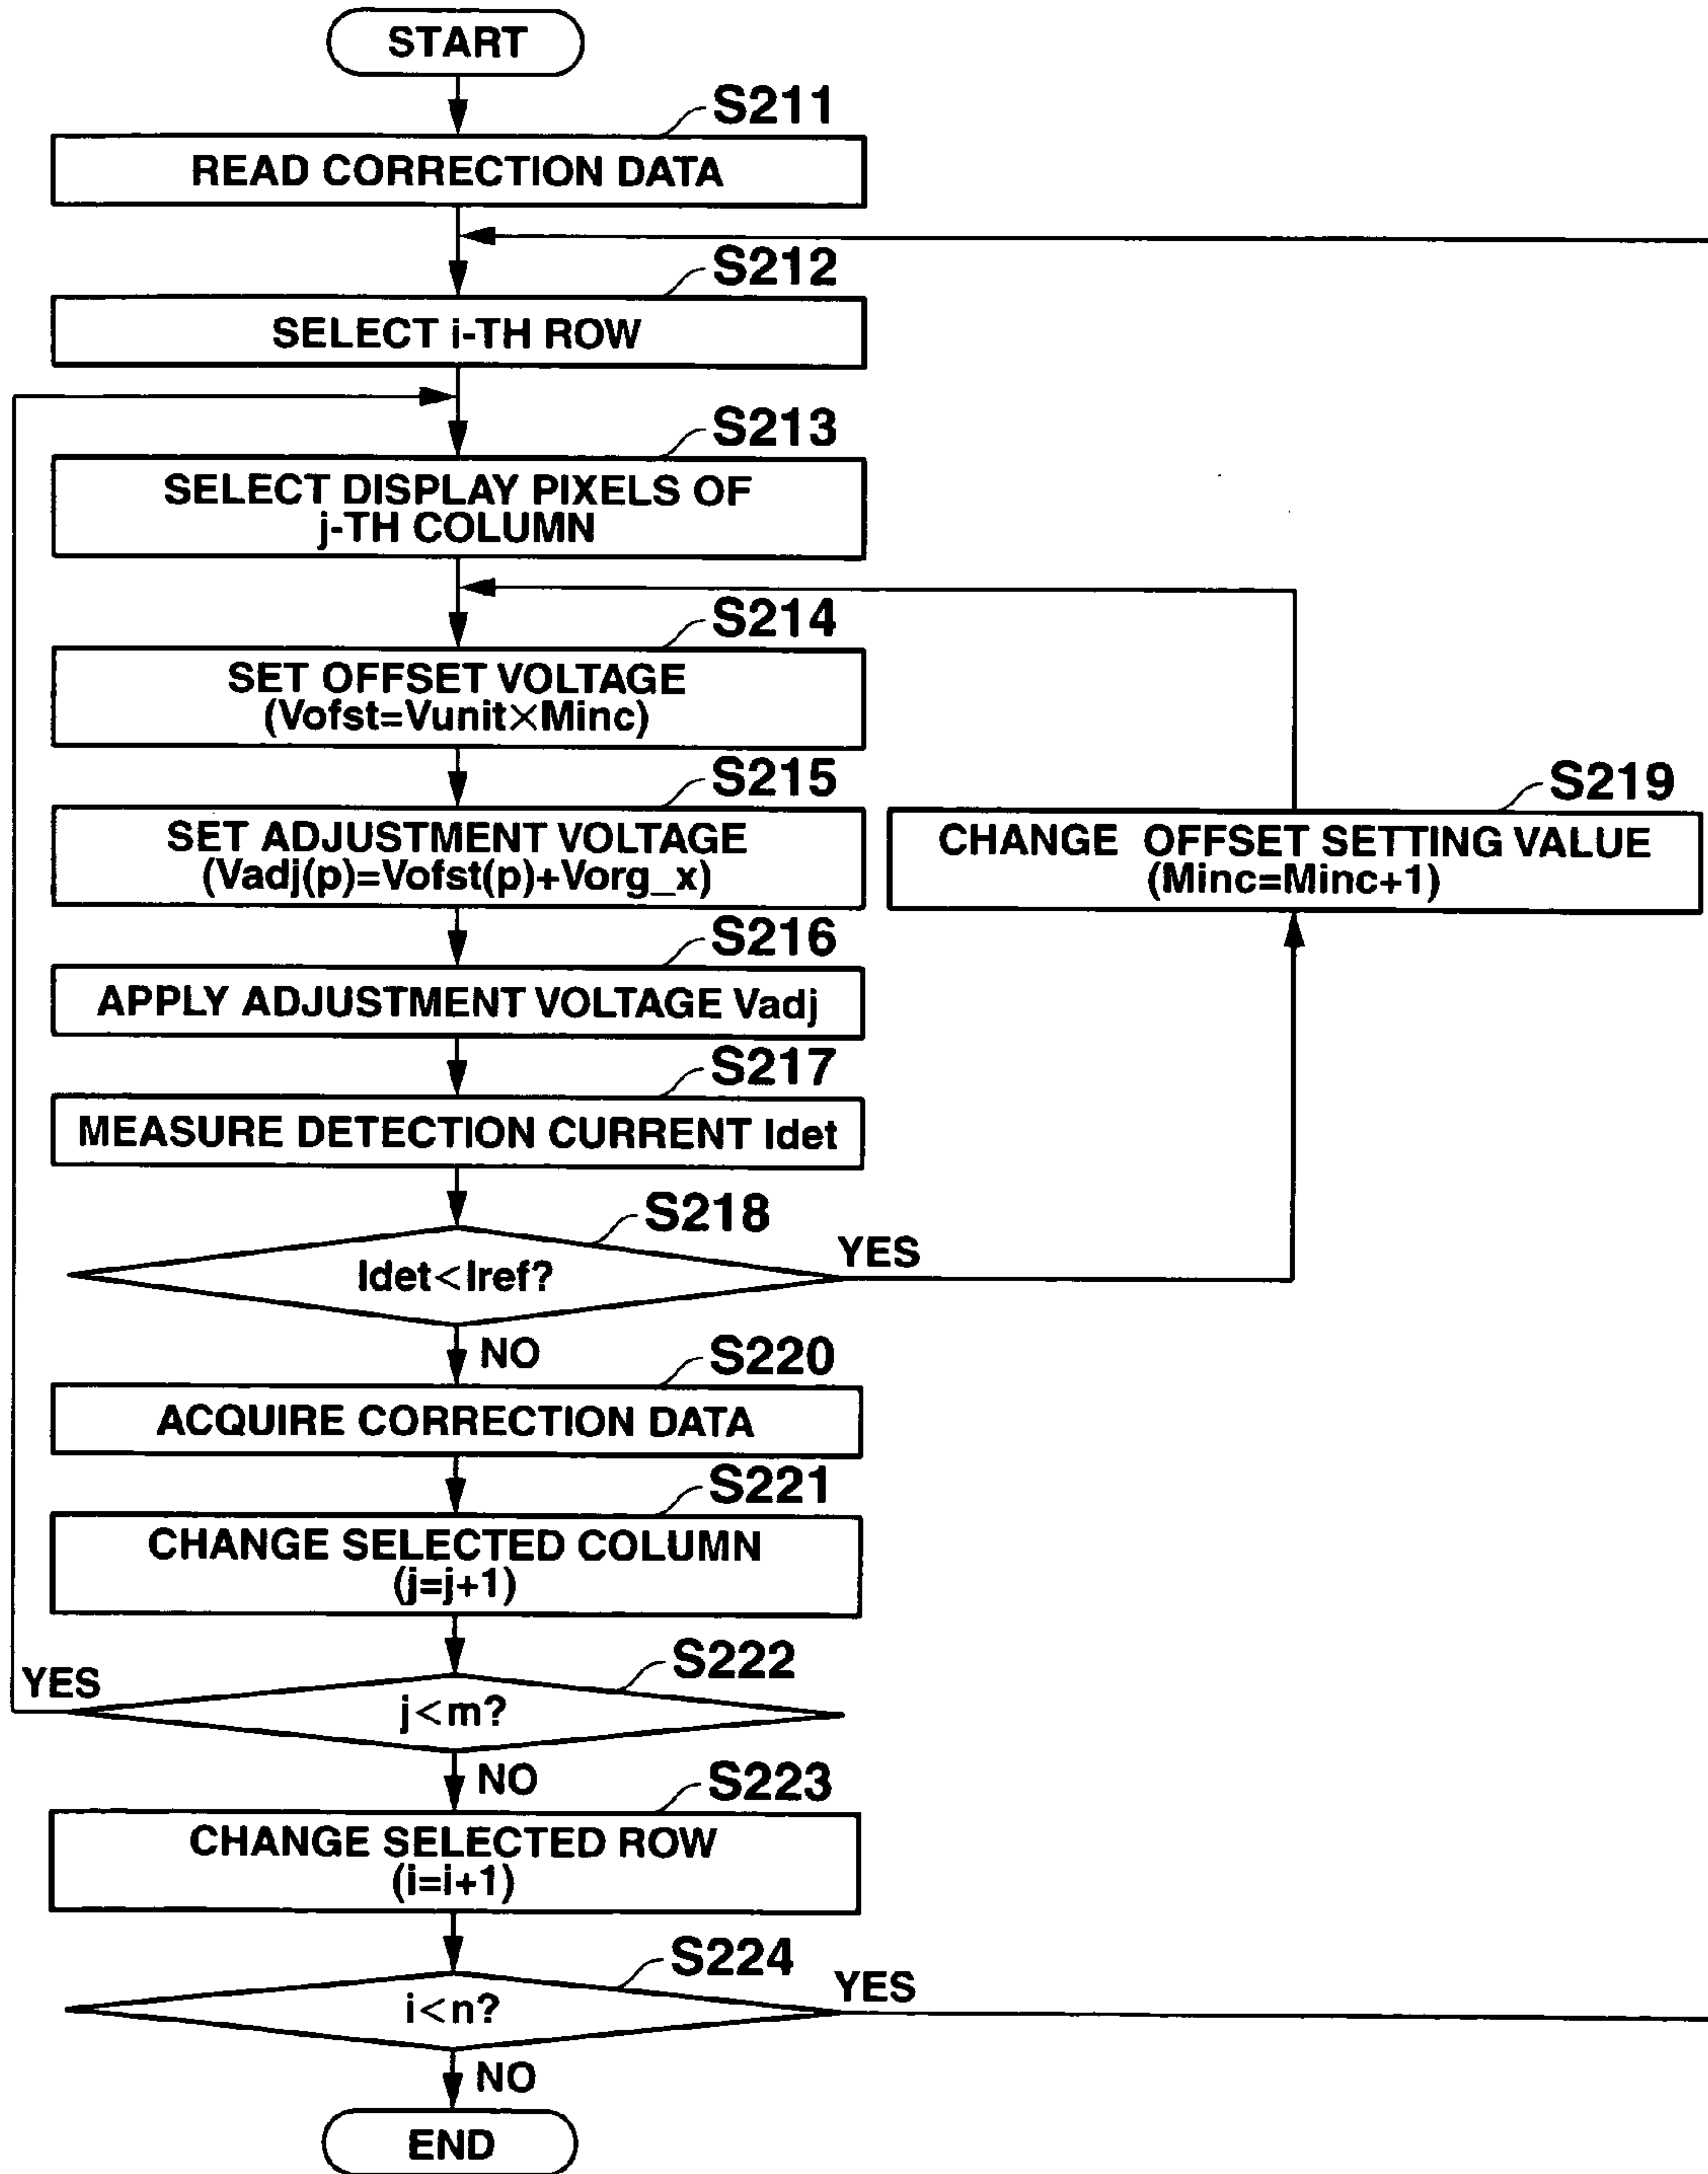 START
S211
READ CORRECTION DATA
S212
SELECT i-TH ROW
S213
SELECT DISPLAY PIXELS OF
j-TH COLUMN
S214
SET OFFSET VOLTAGE
(Vofst=Vunit×Minc)
S215
SET ADJUSTMENT VOLTAGE
(Vadj(p)=Vofst(p)+Vorg_x)
S219
CHANGE OFFSET SETTING VALUE
(Minc=Minc+1)
S216
APPLY ADJUSTMENT VOLTAGE Vadj
S217
MEASURE DETECTION CURRENT Idet
S218
Idet<Iref?
YES
NO
S220
ACQUIRE CORRECTION DATA
S221
CHANGE SELECTED COLUMN
(j=j+1)
S222
YES
j<m?
NO
S223
CHANGE SELECTED ROW
(i=i+1)
S224
YES
i<n?
NO
END